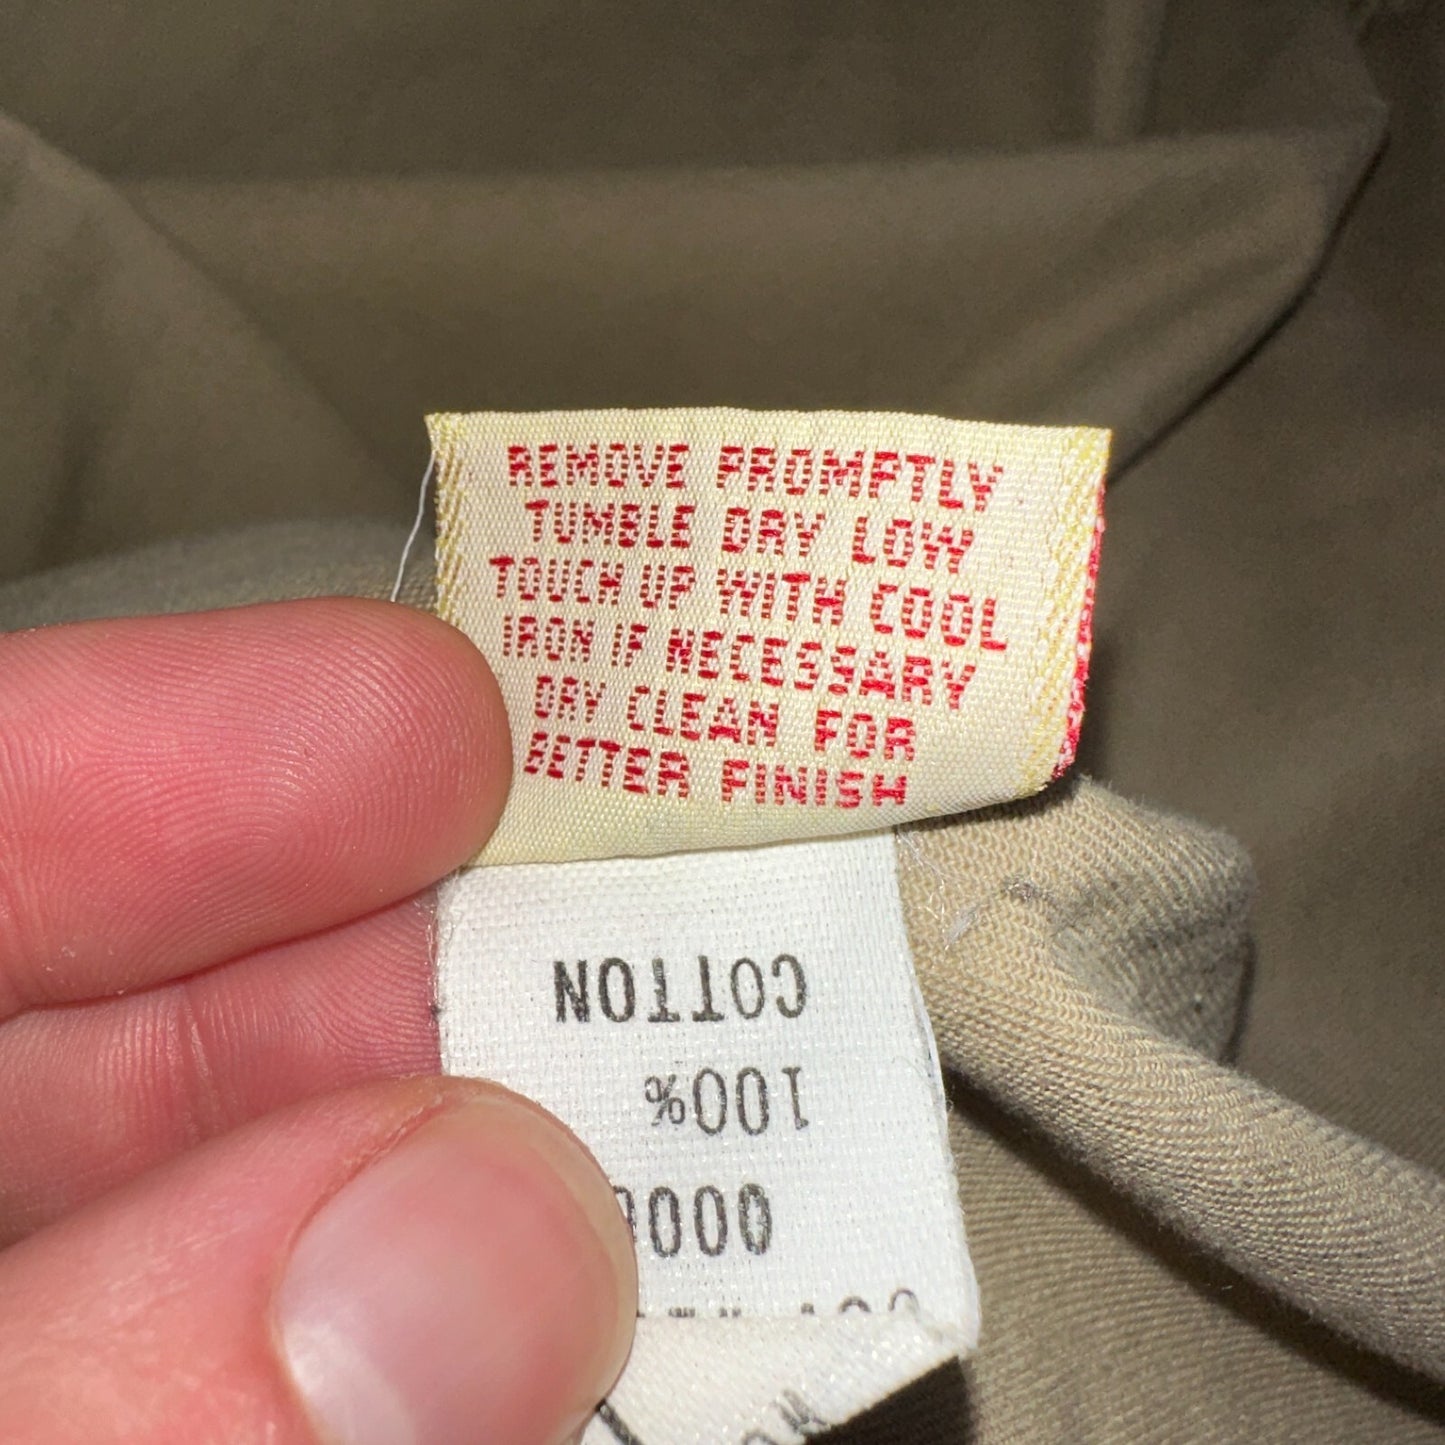 REMOVE PROMPTLY
TUMBLE DRY LOW
TOUCH UP WITH COOL
IRON IF NECESSARY
DRY CLEAN FOR
BETTER FINISH
COTTON
100%